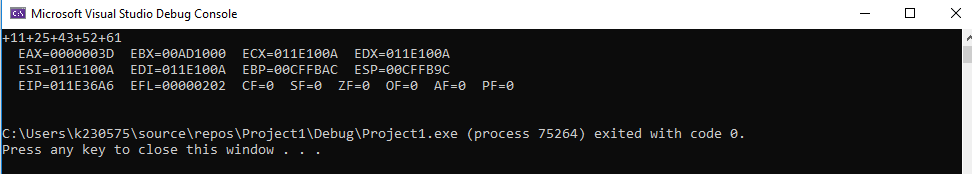 Microsoft Visual Studio Debug Console
+11+25+43+52+61
  EAX=0000003D  EBX=00AD1000  ECX=011E100A  EDX=011E100A
  ESI=011E100A  EDI=011E100A  EBP=00CFFBAC  ESP=00CFFB9C
  EIP=011E36A6  EFL=00000202  CF=0  SF=0  ZF=0  OF=0  AF=0  PF=0
C:\Users\k230575\source\repos\Project1\Debug\Project1.exe (process 75264) exited with code 0.
Press any key to close this window . . .